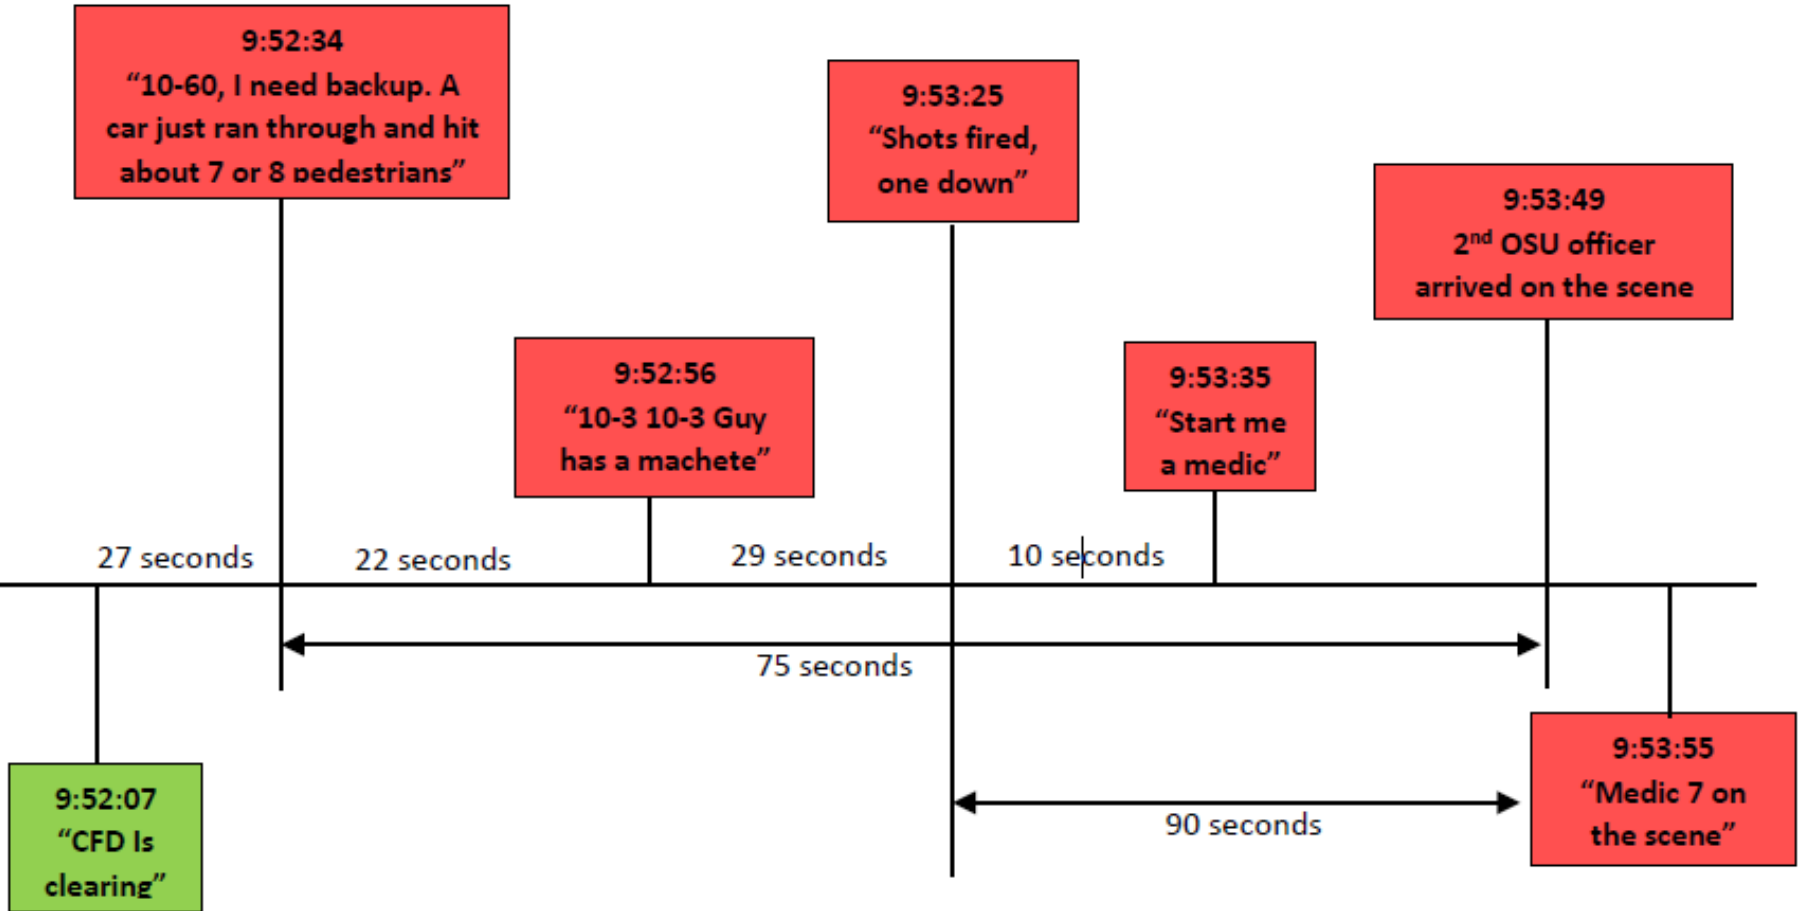 9:52:34
“10-60, I need backup. A
car just ran through and hit
about 7 or 8 pedestrians”
9:53:25
“Shots fired,
one down”
9:53:49
2nd OSU officer
arrived on the scene
9:52:56
“10-3 10-3 Guy
has a machete”
9:53:35
“Start me
a medic”
27 seconds
22 seconds
29 seconds
10 seconds
75 seconds
9:52:07
“CFD Is
clearing”
90 seconds
9:53:55
“Medic 7 on
the scene”